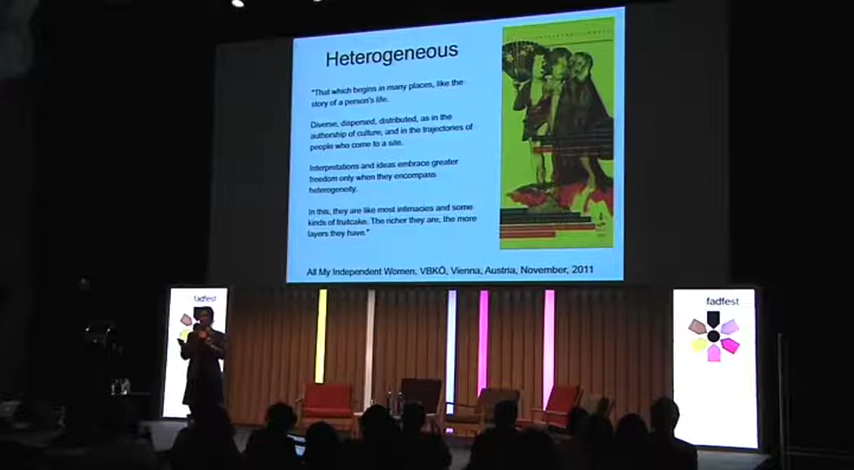 Heterogeneous
"That which begins in many places, like the
story of a person's life.
Diverse, dispersed, distributed, as in the
authorship of culture, and in the trajectories of
people who come to a site.
Interpretations and ideas embrace greater
freedom only when they encompass
heterogeneity.
In this, they are like most intimacies and some
kinds of fruitcake. The richer they are, the more
layers they have."
All My Independent Women, VBKÖ, Vienna, Austria, November, 2011
fadfest
fadfest